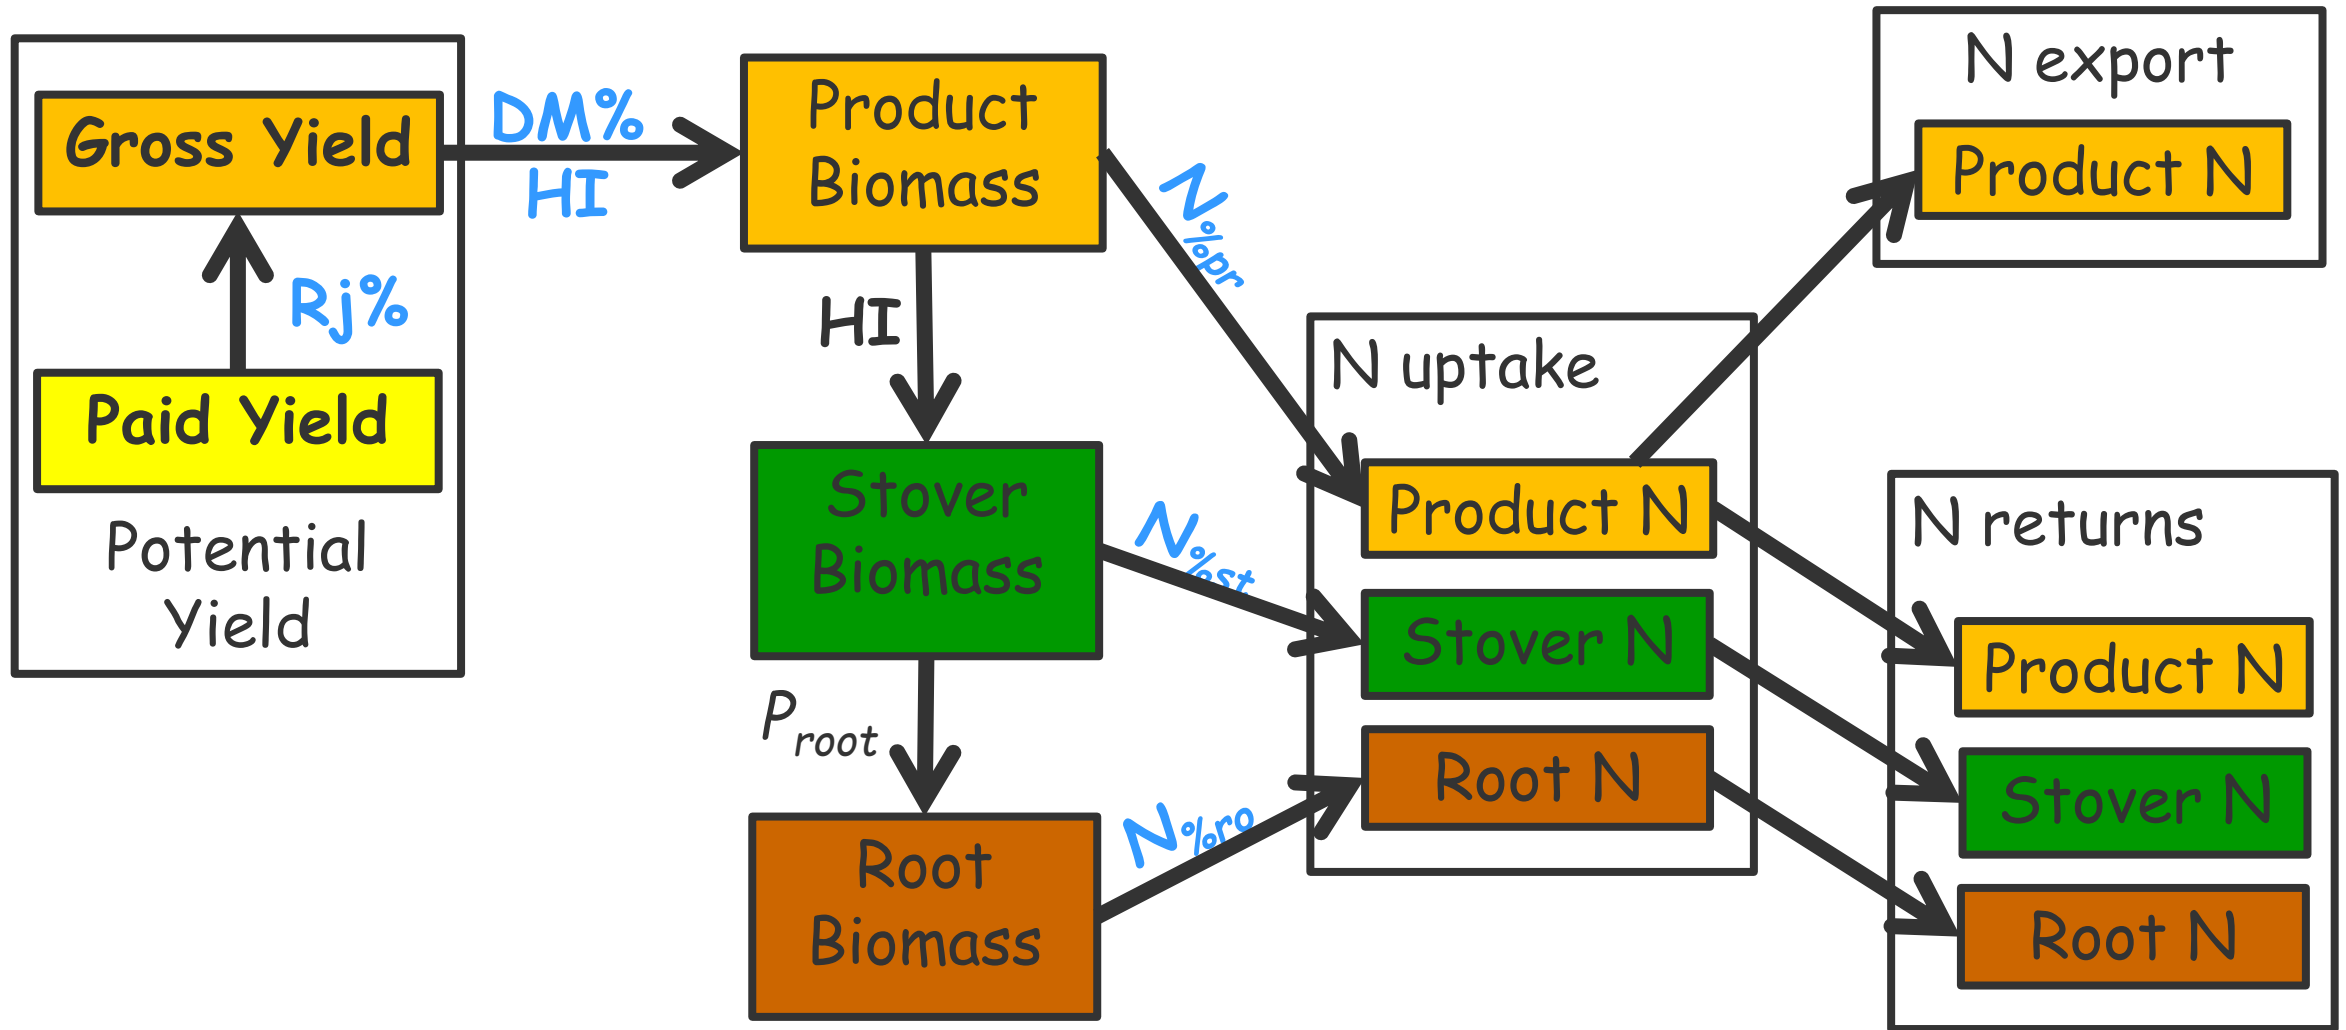 Gross Yield
Rj%
Paid Yield
Potential
Yield
DM%
HI
Product
Biomass
HI
Stover
Biomass
P root
Root
Biomass
N%pr
N%st
N%ro
N uptake
Product N
Stover N
Root N
N export
Product N
N returns
Product N
Stover N
Root N